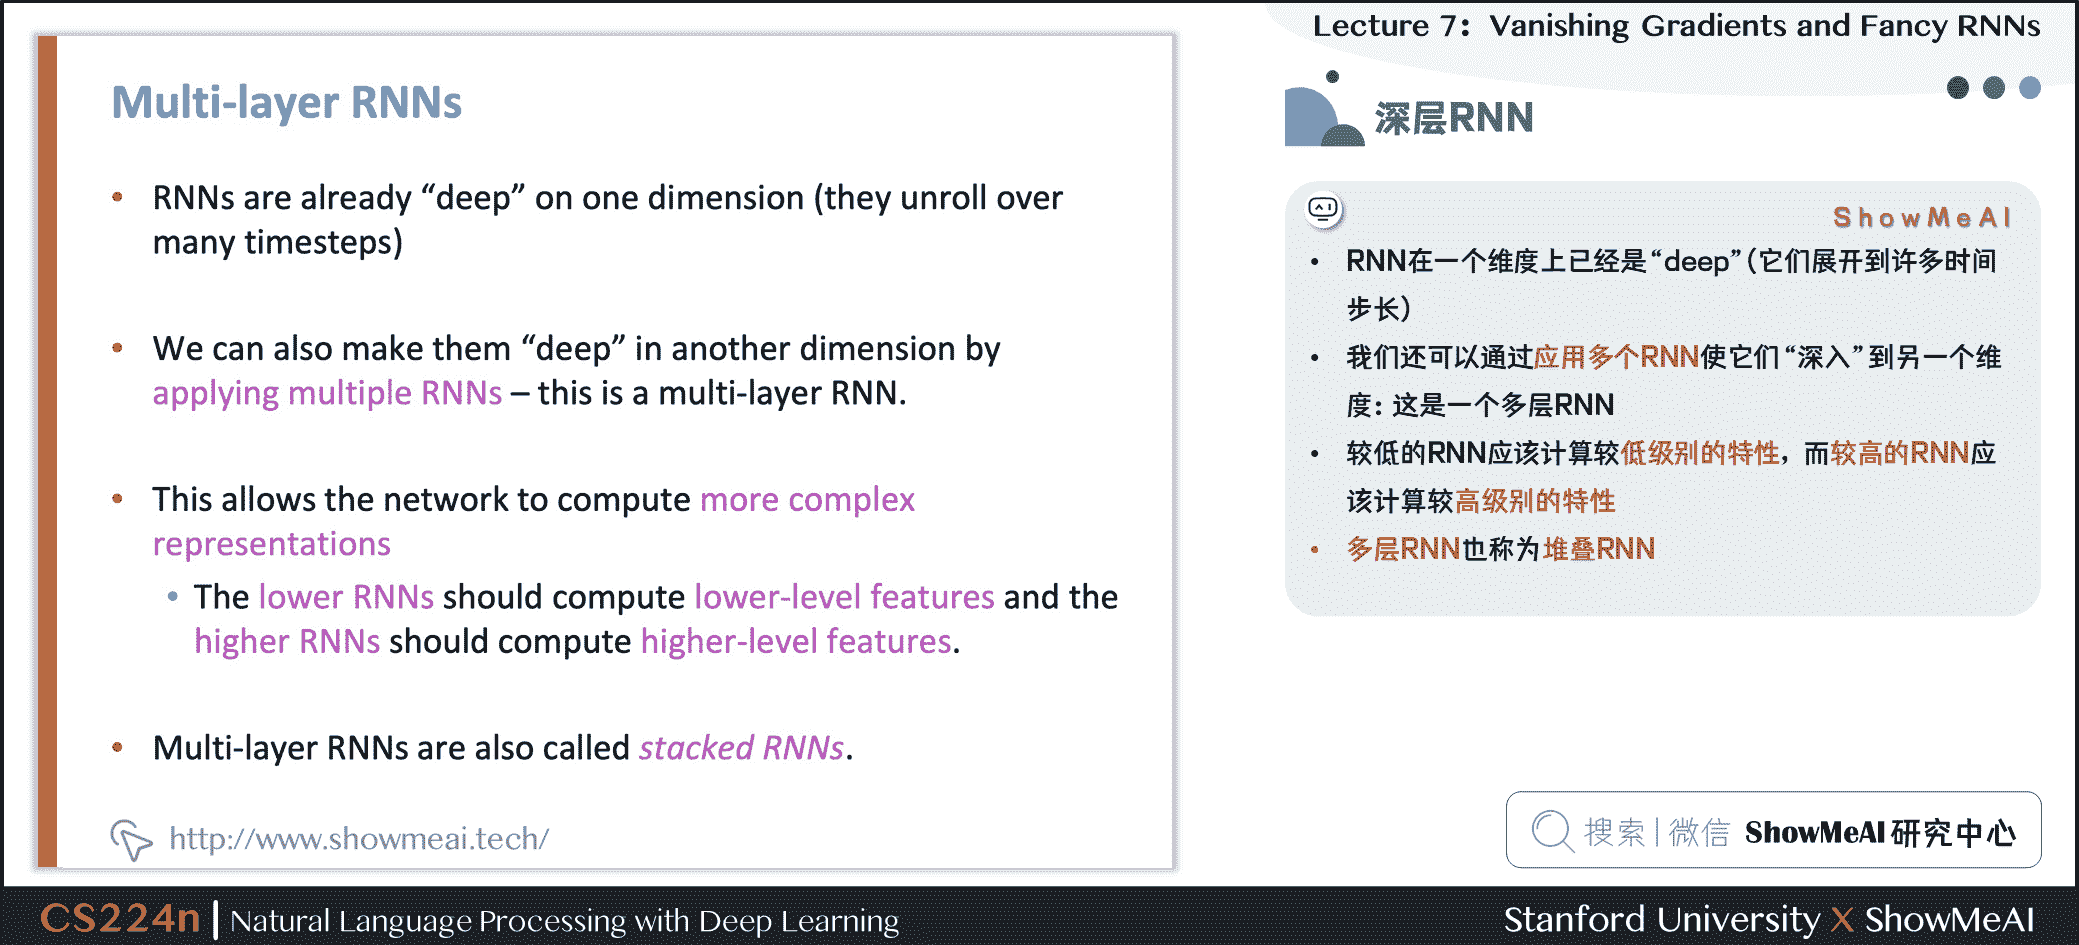 Lecture 7: Vanishing Gradients and Fancy RNNs
Multi-layer RNNs
• RNNs are already “deep” on one dimension (they unroll over
many timesteps)
• We can also make them “deep” in another dimension by
applying multiple RNNs – this is a multi-layer RNN.
• This allows the network to compute more complex
representations
• The lower RNNs should compute lower-level features and the
higher RNNs should compute higher-level features.
• Multi-layer RNNs are also called stacked RNNs.
http://www.showmeai.tech/
深层RNN
ShowMeAI
• RNN在一个维度上已经是“deep”(它们展开到许多时间
步长)
• 我们还可以通过应用多个RNN使它们“深入”到另一个维
度：这是一个多层RNN
• 较低的RNN应该计算较低级别的特性，而较高的RNN应
该计算较高级别的特性
• 多层RNN也称为堆叠RNN
搜索|微信 ShowMeAI研究中心
CS224n | Natural Language Processing with Deep Learning
Stanford University X ShowMeAI